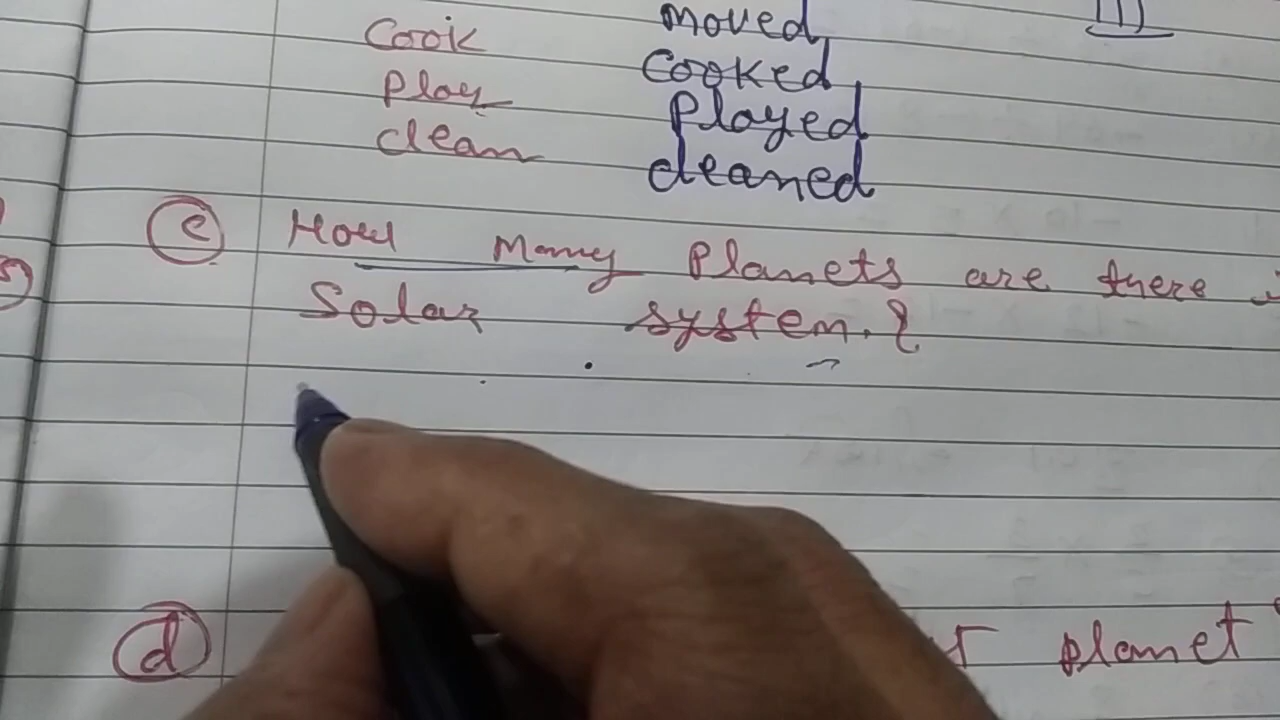 Cook moved
Play Cooked
clean Played
cleaned
c How Many Planets are there
Solar system.?
d planet